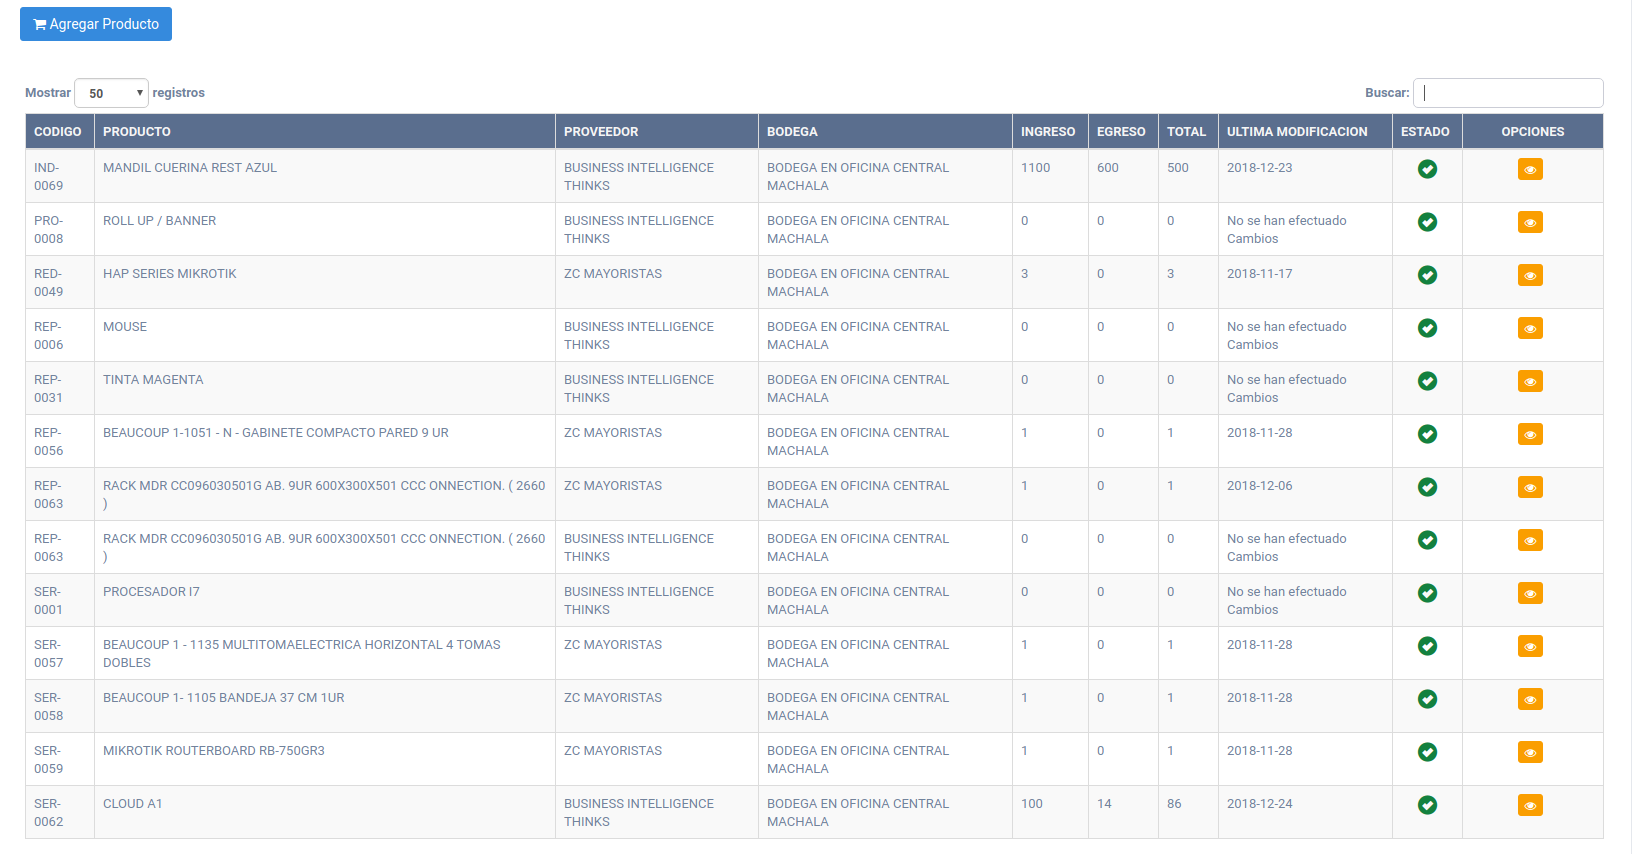 Agregar Producto
Mostrar 50 registros
Buscar:
CODIGO PRODUCTO PROVEEDOR BODEGA INGRESO EGRESO TOTAL ULTIMA MODIFICACION ESTADO OPCIONES
IND- MANDIL CUERINA REST AZUL BUSINESS INTELLIGENCE BODEGA EN OFICINA CENTRAL 1100 600 500 2018-12-23
0069 THINKS MACHALA
PRO- ROLL UP / BANNER BUSINESS INTELLIGENCE BODEGA EN OFICINA CENTRAL 0 0 0 No se han efectuado
0008 THINKS MACHALA Cambios
RED- HAP SERIES MIKROTIK ZC MAYORISTAS BODEGA EN OFICINA CENTRAL 3 0 3 2018-11-17
0049 MACHALA
REP- MOUSE BUSINESS INTELLIGENCE BODEGA EN OFICINA CENTRAL 0 0 0 No se han efectuado
0006 THINKS MACHALA Cambios
REP- TINTA MAGENTA BUSINESS INTELLIGENCE BODEGA EN OFICINA CENTRAL 0 0 0 No se han efectuado
0031 THINKS MACHALA Cambios
REP- BEAUCOUP 1-1051 - N - GABINETE COMPACTO PARED 9 UR ZC MAYORISTAS BODEGA EN OFICINA CENTRAL 1 0 1 2018-11-28
0056 MACHALA
REP- RACK MDR CC096030501G AB. 9UR 600X300X501 CCC ONNECTION. ( 2660 ZC MAYORISTAS BODEGA EN OFICINA CENTRAL 1 0 1 2018-12-06
0063 ) MACHALA
REP- RACK MDR CC096030501G AB. 9UR 600X300X501 CCC ONNECTION. ( 2660 BUSINESS INTELLIGENCE BODEGA EN OFICINA CENTRAL 0 0 0 No se han efectuado
0063 ) THINKS MACHALA Cambios
SER- PROCESADOR I7 BUSINESS INTELLIGENCE BODEGA EN OFICINA CENTRAL 0 0 0 No se han efectuado
0001 THINKS MACHALA Cambios
SER- BEAUCOUP 1 - 1135 MULTITOMAELECTRICA HORIZONTAL 4 TOMAS ZC MAYORISTAS BODEGA EN OFICINA CENTRAL 1 0 1 2018-11-28
0057 DOBLES MACHALA
SER- BEAUCOUP 1- 1105 BANDEJA 37 CM 1UR ZC MAYORISTAS BODEGA EN OFICINA CENTRAL 1 0 1 2018-11-28
0058 MACHALA
SER- MIKROTIK ROUTERBOARD RB-750GR3 ZC MAYORISTAS BODEGA EN OFICINA CENTRAL 1 0 1 2018-11-28
0059 MACHALA
SER- CLOUD A1 BUSINESS INTELLIGENCE BODEGA EN OFICINA CENTRAL 100 14 86 2018-12-24
0062 THINKS MACHALA